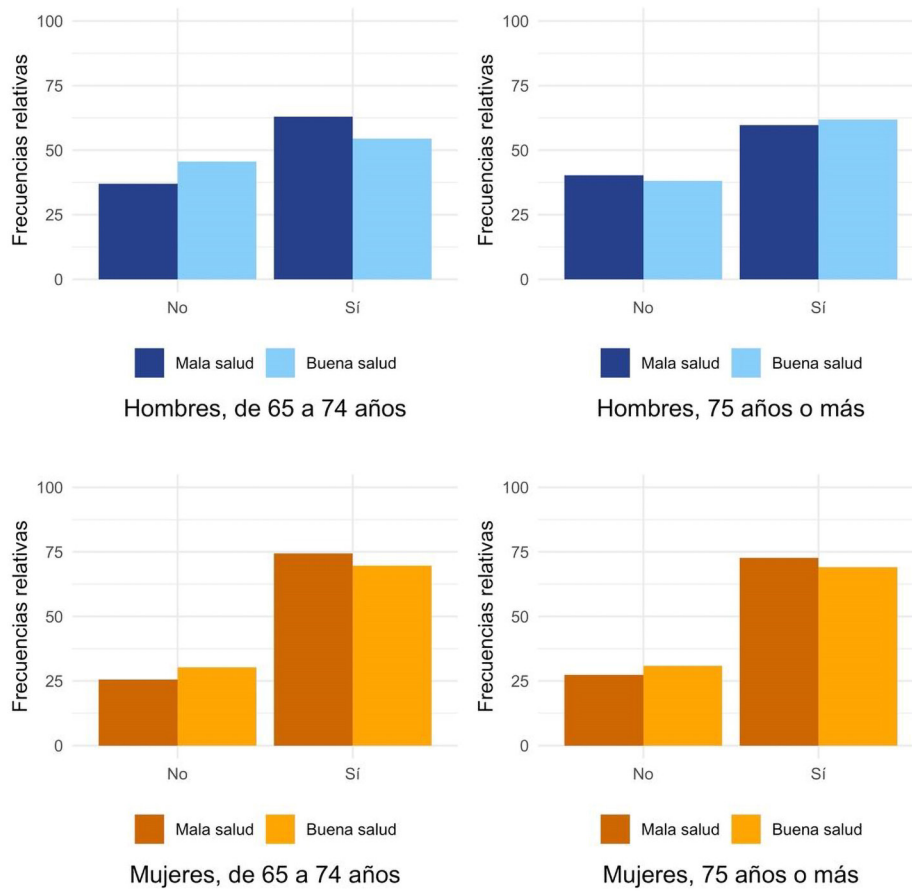 Frecuencias relativas
100
75
50
25
0
No Sí
Mala salud Buena salud
Hombres, de 65 a 74 años
Frecuencias relativas
100
75
50
25
0
No Sí
Mala salud Buena salud
Hombres, 75 años o más
Frecuencias relativas
100
75
50
25
0
No Sí
Mala salud Buena salud
Mujeres, de 65 a 74 años
Frecuencias relativas
100
75
50
25
0
No Sí
Mala salud Buena salud
Mujeres, 75 años o más